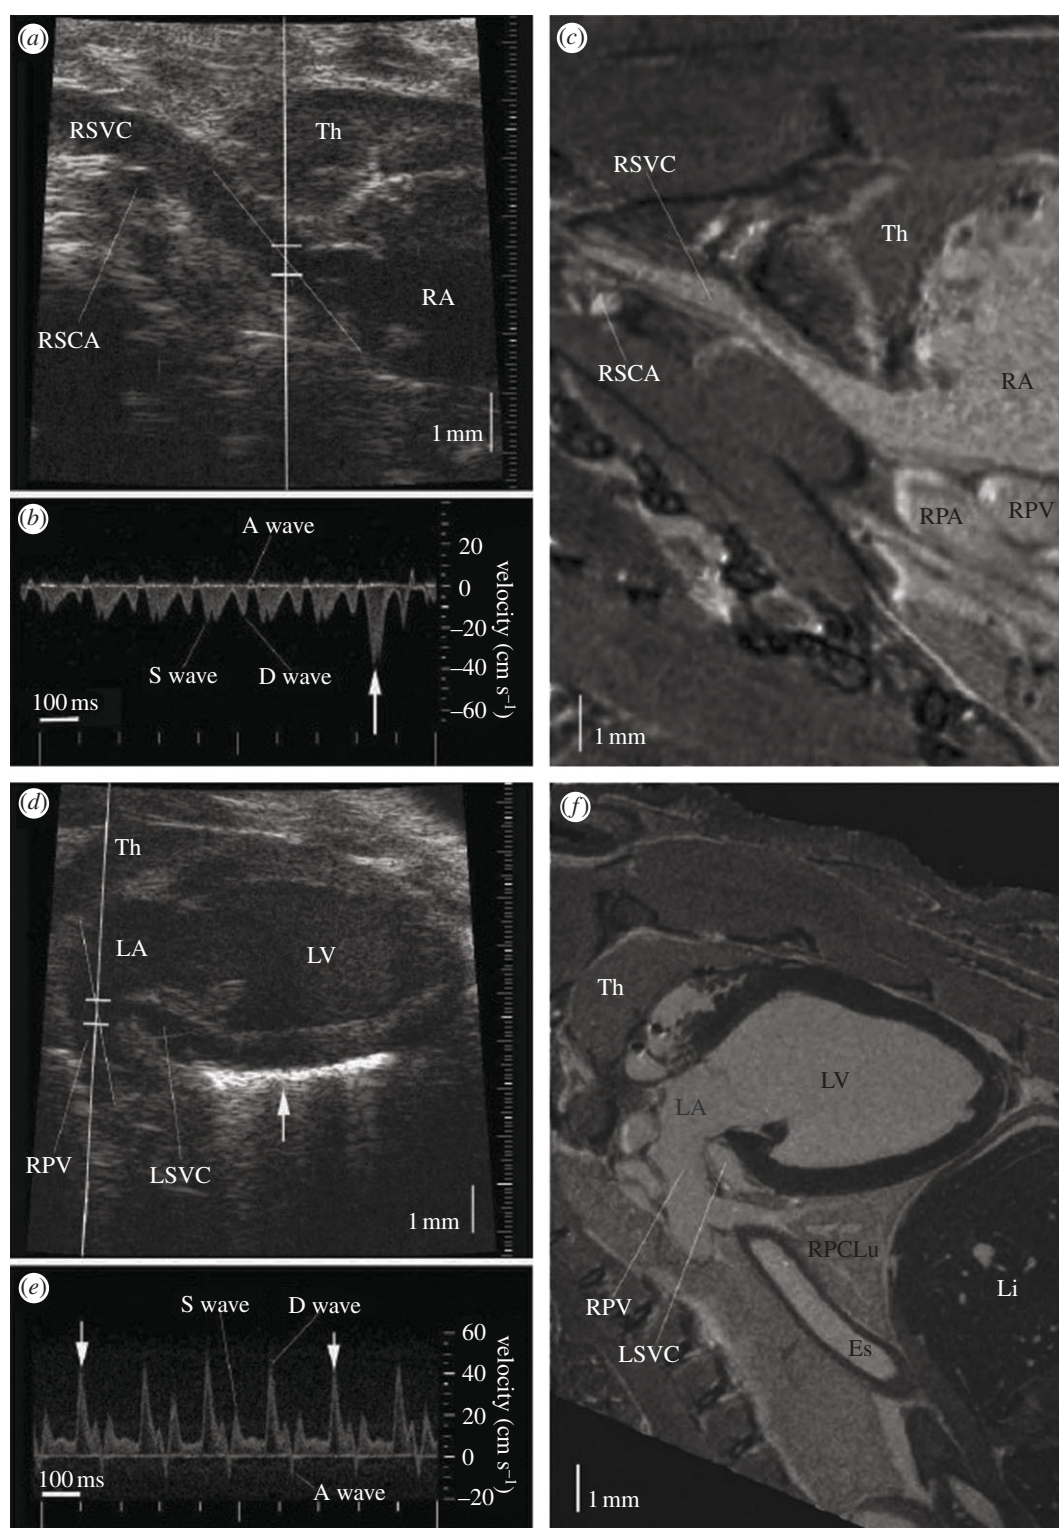 (a)
RSVC
Th
RSCA
RA
1 mm
(b)
A wave
20
0
–20
–40
–60
velocity (cm s–1)
S wave
D wave
100 ms
(c)
RSVC
Th
RSCA
RA
RPA
RPV
1 mm
(d)
Th
LA
LV
RPV
LSVC
1 mm
(e)
S wave
D wave
60
40
20
0
–20
velocity (cm s–1)
100 ms
A wave
(f)
Th
LV
LA
RPCLu
RPV
Li
LSVC
Es
1 mm